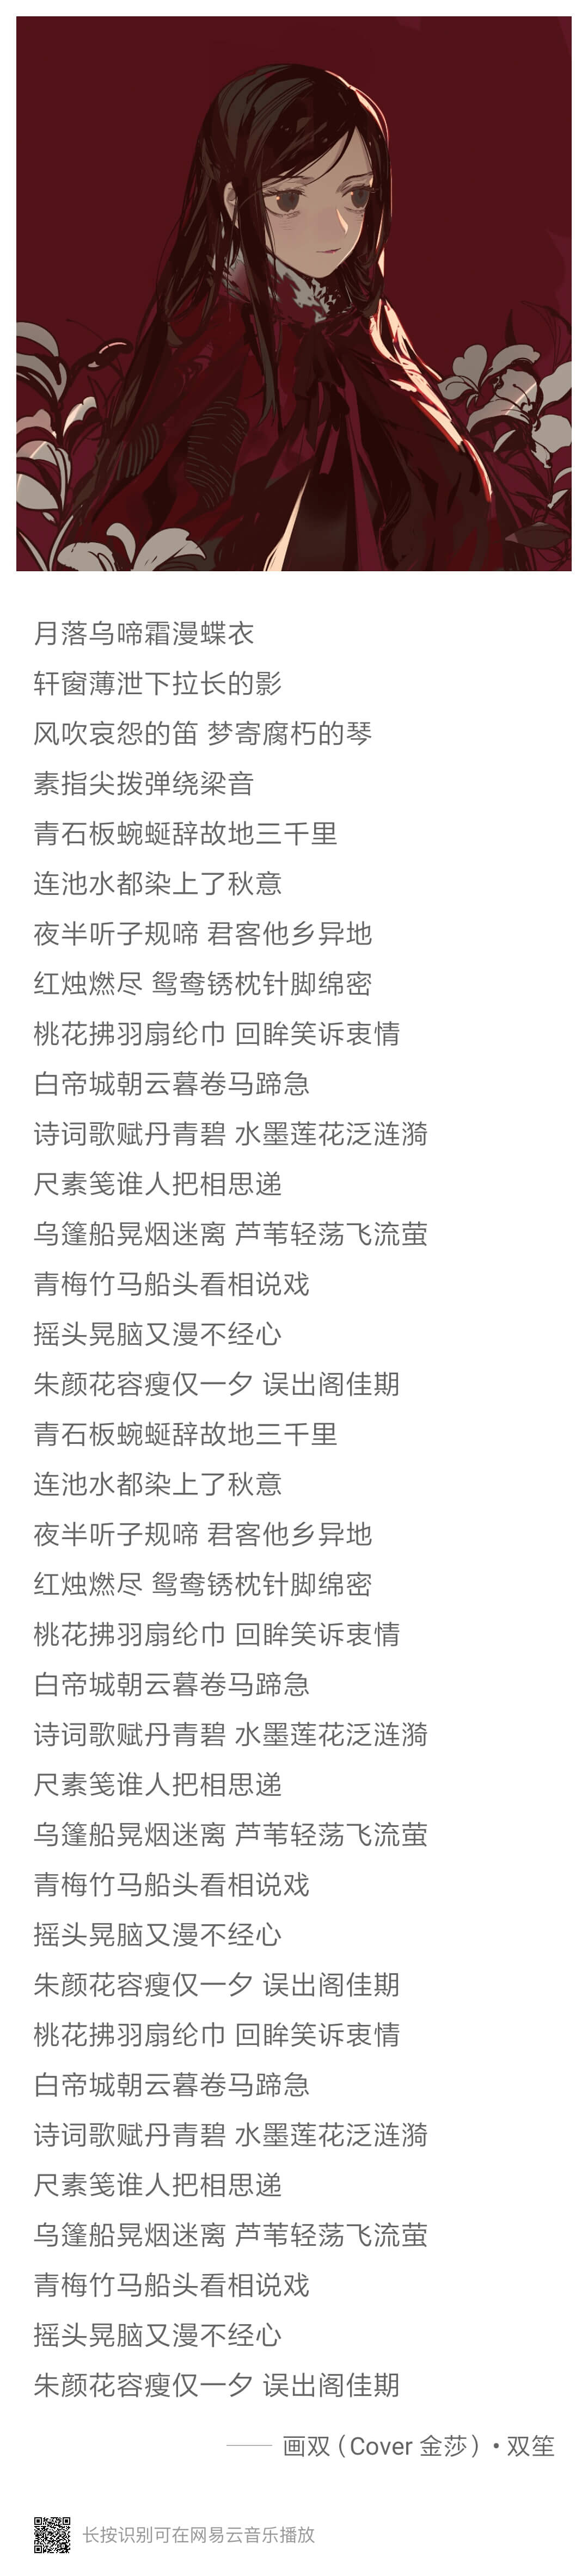 月落乌啼霜漫蝶衣
轩窗薄泄下拉长的影
风吹哀怨的笛 梦寄腐朽的琴
素指尖拨弹绕梁音
青石板蜿蜒辞故地三千里
连池水都染上了秋意
夜半听子规啼 君客他乡异地
红烛燃尽 鸳鸯锈枕针脚绵密
桃花拂羽扇纶巾 回眸笑诉衷情
白帝城朝云暮卷马蹄急
诗词歌赋丹青碧 水墨莲花泛涟漪
尺素笺谁人把相思递
乌篷船晃烟迷离 芦苇轻荡飞流萤
青梅竹马船头看相说戏
摇头晃脑又漫不经心
朱颜花容瘦仅一夕 误出阁佳期
青石板蜿蜒辞故地三千里
连池水都染上了秋意
夜半听子规啼 君客他乡异地
红烛燃尽 鸳鸯锈枕针脚绵密
桃花拂羽扇纶巾 回眸笑诉衷情
白帝城朝云暮卷马蹄急
诗词歌赋丹青碧 水墨莲花泛涟漪
尺素笺谁人把相思递
乌篷船晃烟迷离 芦苇轻荡飞流萤
青梅竹马船头看相说戏
摇头晃脑又漫不经心
朱颜花容瘦仅一夕 误出阁佳期
桃花拂羽扇纶巾 回眸笑诉衷情
白帝城朝云暮卷马蹄急
诗词歌赋丹青碧 水墨莲花泛涟漪
尺素笺谁人把相思递
乌篷船晃烟迷离 芦苇轻荡飞流萤
青梅竹马船头看相说戏
摇头晃脑又漫不经心
朱颜花容瘦仅一夕 误出阁佳期
—— 画双（Cover 金莎）• 双笙
长按识别可在网易云音乐播放